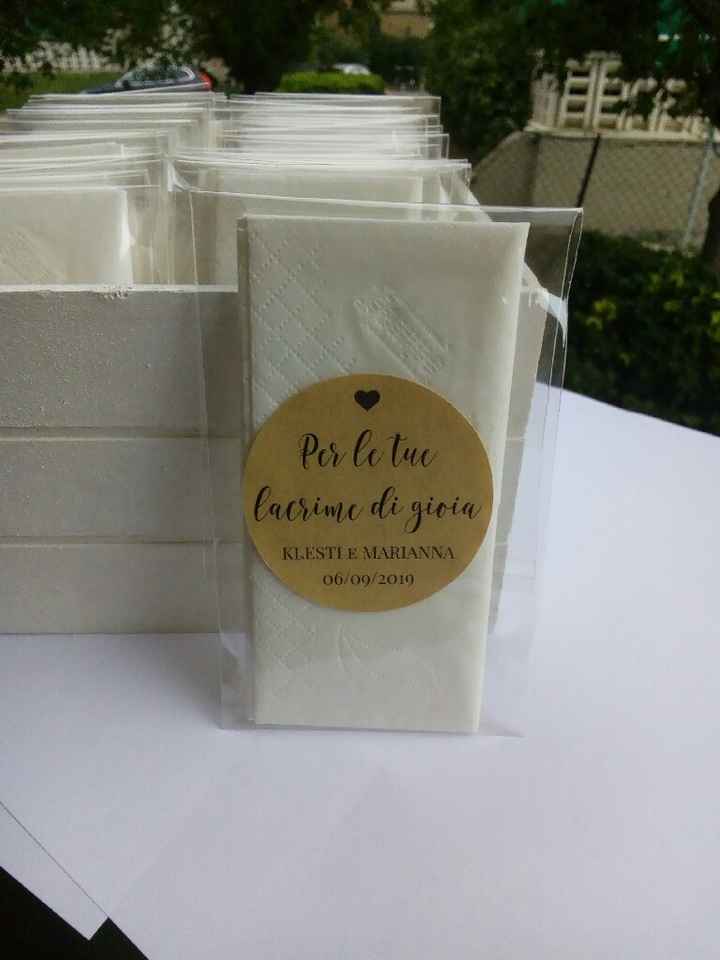 Per le tue
lacrime di gioia
KLESTI E MARIANNA
06/09/2019